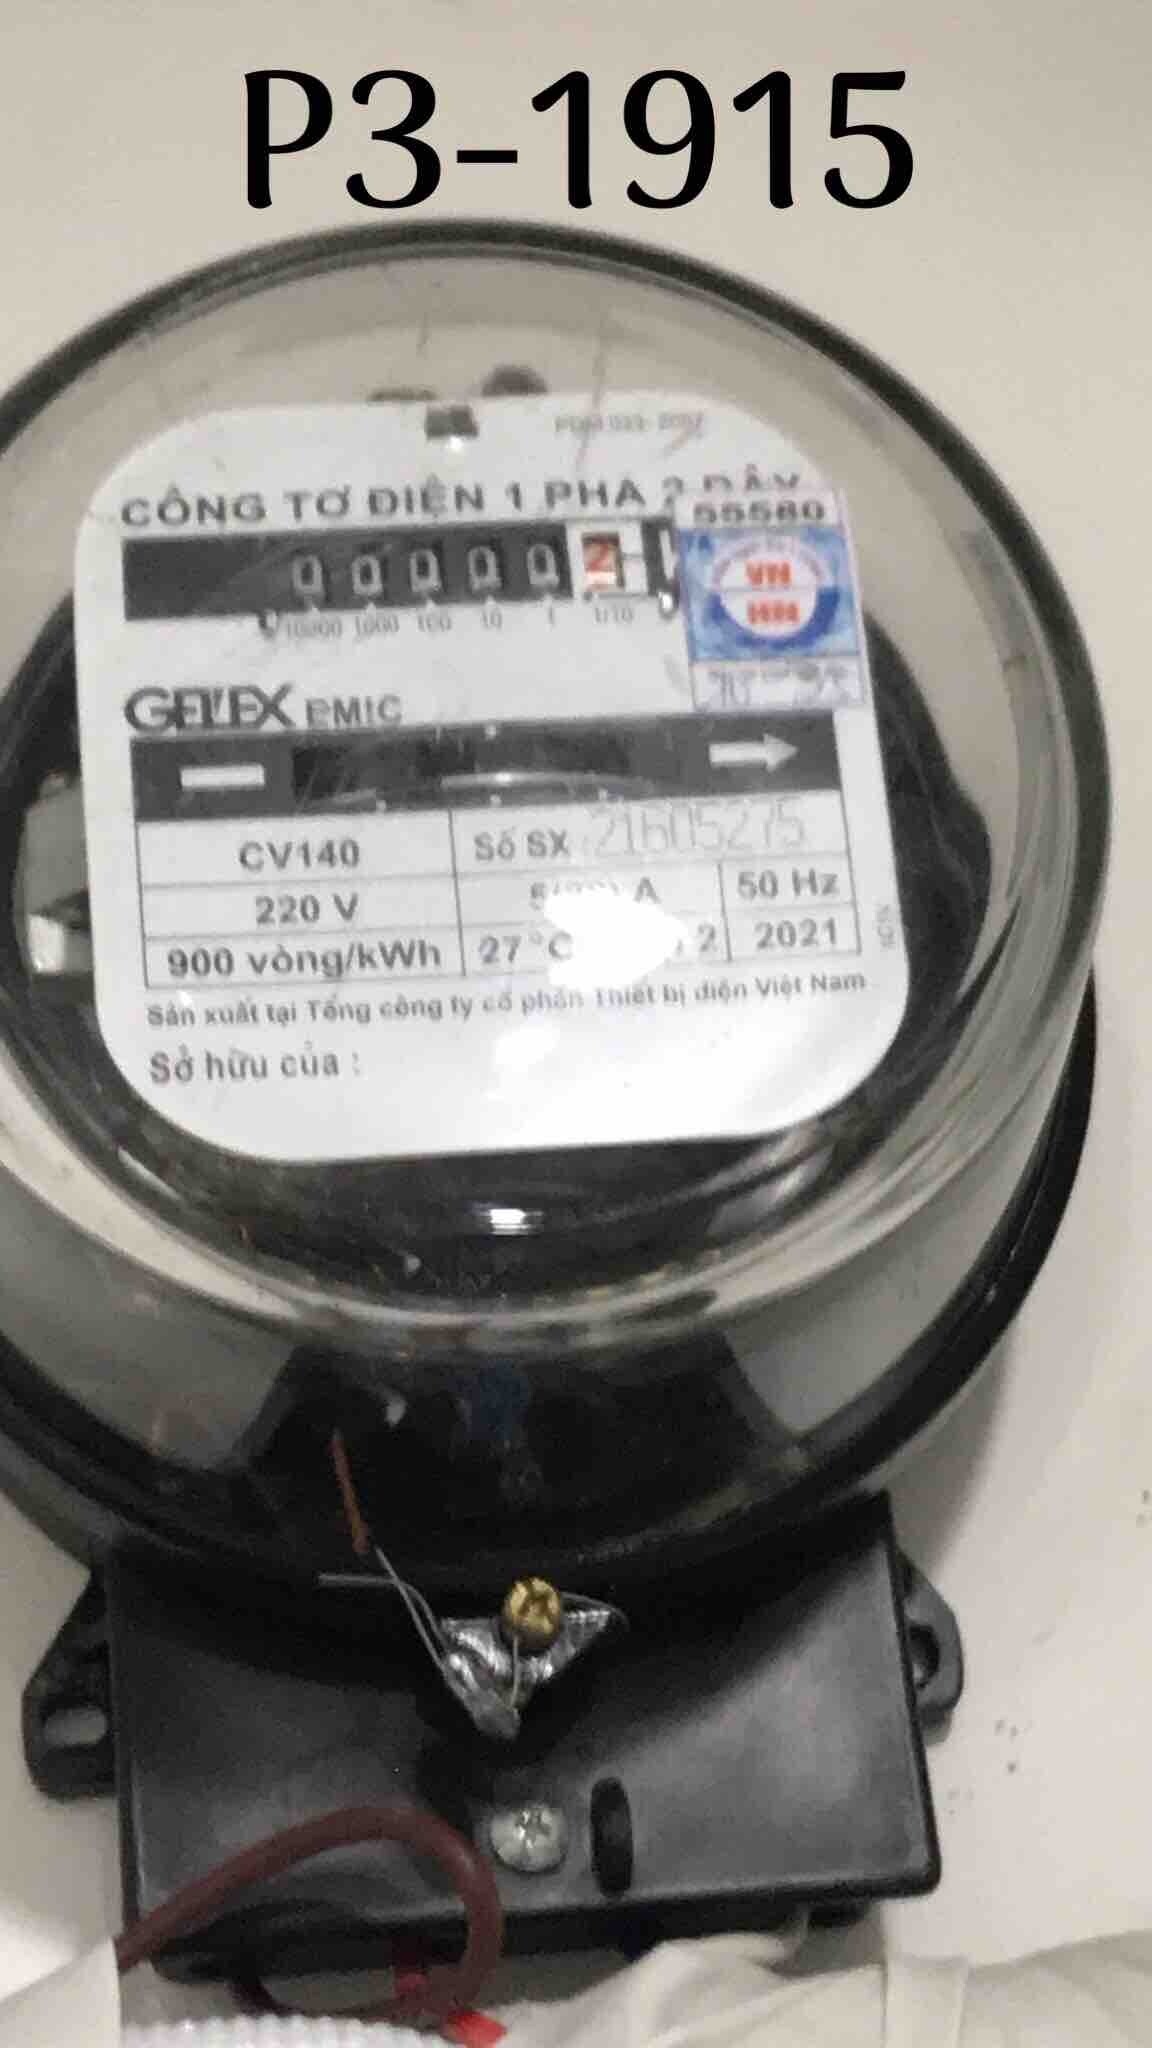 P3-1915
CÔNG TƠ ĐIỆN 1 PHA 2 DÂY
55580
0 0 0 0 0 2
10000 1000 100 10 1 1/10
VN
HN
GELEX EMIC
CV140
Số SX 21605275
220 V
A
50 Hz
900 vòng/kWh
27°C
2
2021
Sản xuất tại Tổng công ty cổ phần Thiết bị điện Việt Nam
Sở hữu của :